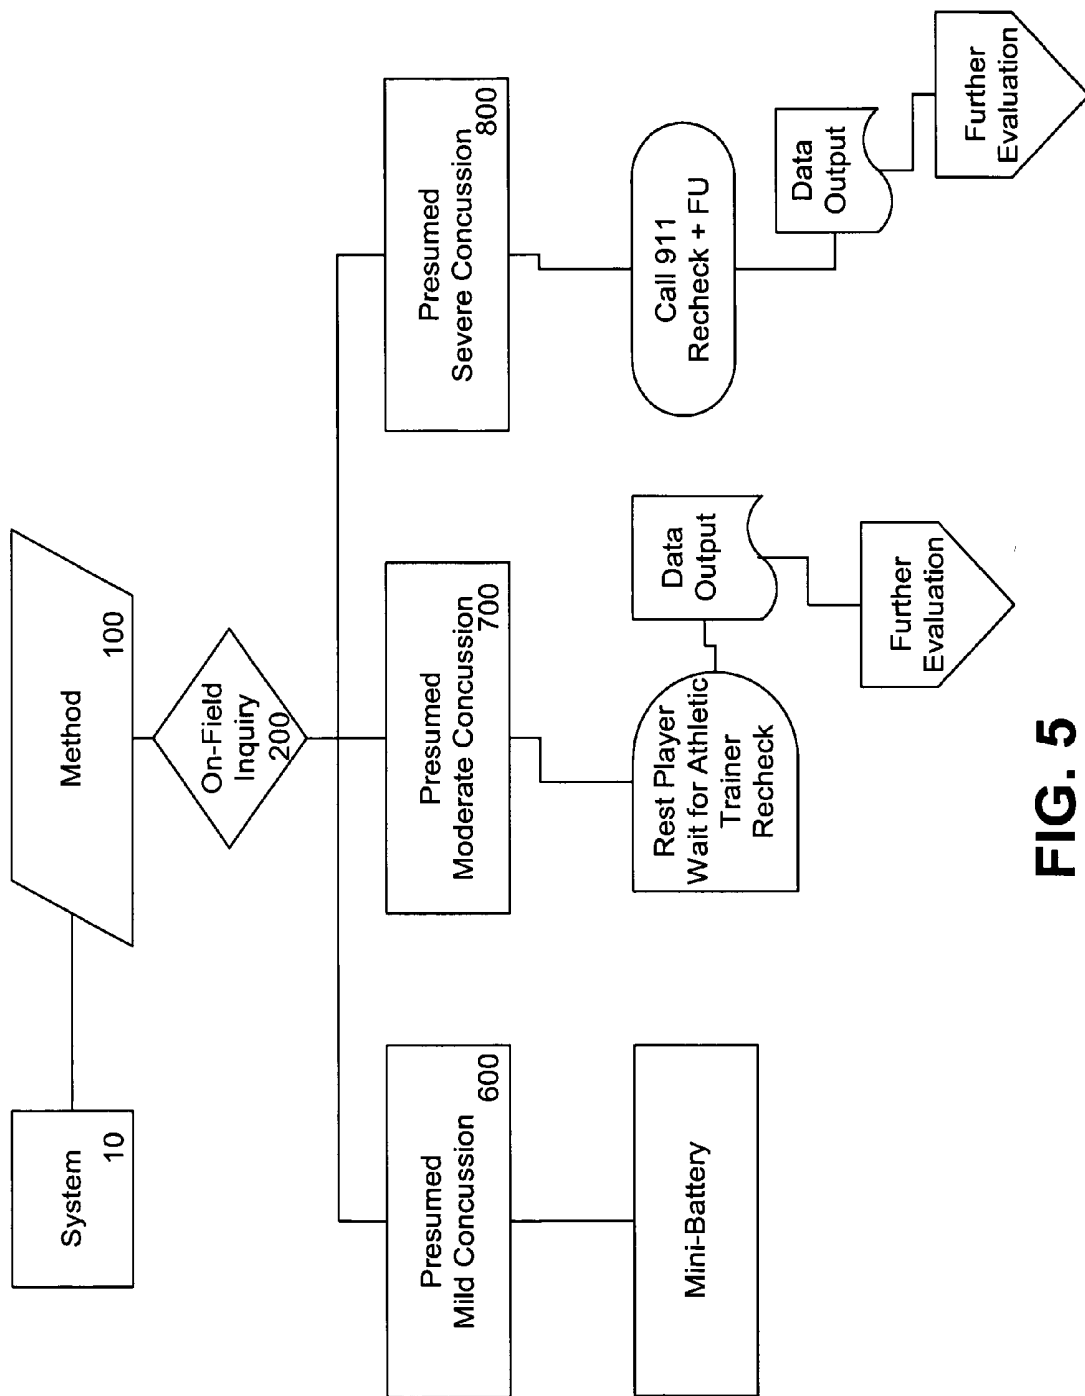 System
10
Method
100
On-Field
Inquiry
200
Presumed
Mild Concussion
600
Presumed
Moderate Concussion
700
Presumed
Severe Concussion
800
Mini-Battery
Rest Player
Wait for Athletic
Trainer
Recheck
Data
Output
Further
Evaluation
Call 911
Recheck + FU
Data
Output
Further
Evaluation
FIG. 5